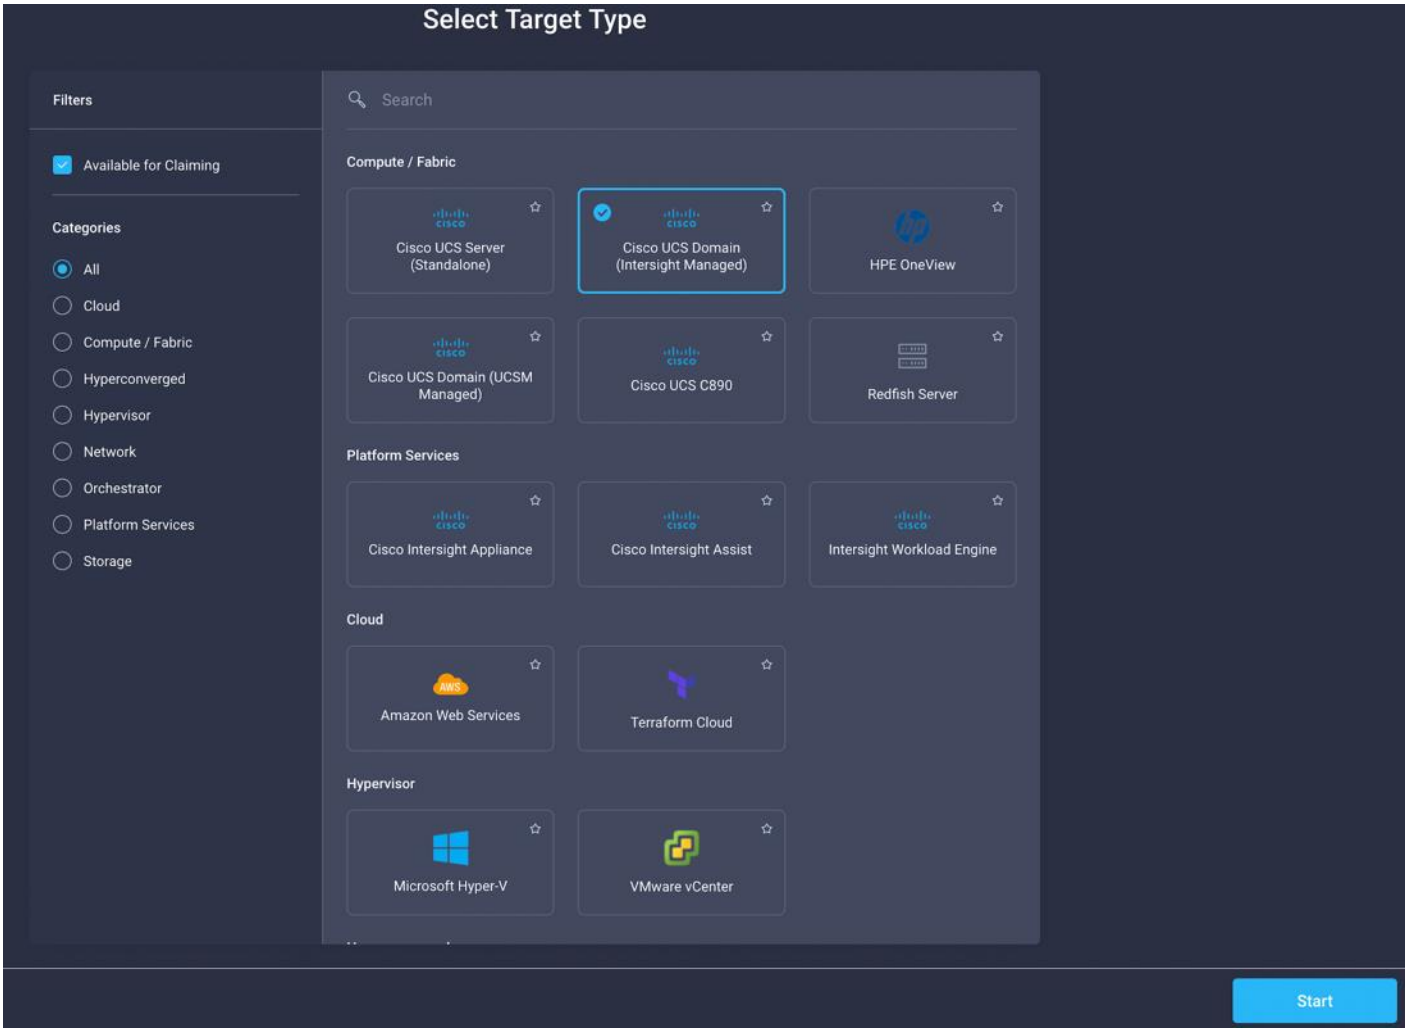 Select Target Type
Filters
Search
Available for Claiming
Categories
All
Cloud
Compute / Fabric
Hyperconverged
Hypervisor
Network
Orchestrator
Platform Services
Storage
Compute / Fabric
cisco
Cisco UCS Server
(Standalone)
cisco
Cisco UCS Domain
(Intersight Managed)
hp
HPE OneView
cisco
Cisco UCS Domain (UCSM
Managed)
cisco
Cisco UCS C890
Redfish Server
Platform Services
cisco
Cisco Intersight Appliance
cisco
Cisco Intersight Assist
cisco
Intersight Workload Engine
Cloud
AWS
Amazon Web Services
Terraform Cloud
Hypervisor
Microsoft Hyper-V
VMware vCenter
Start